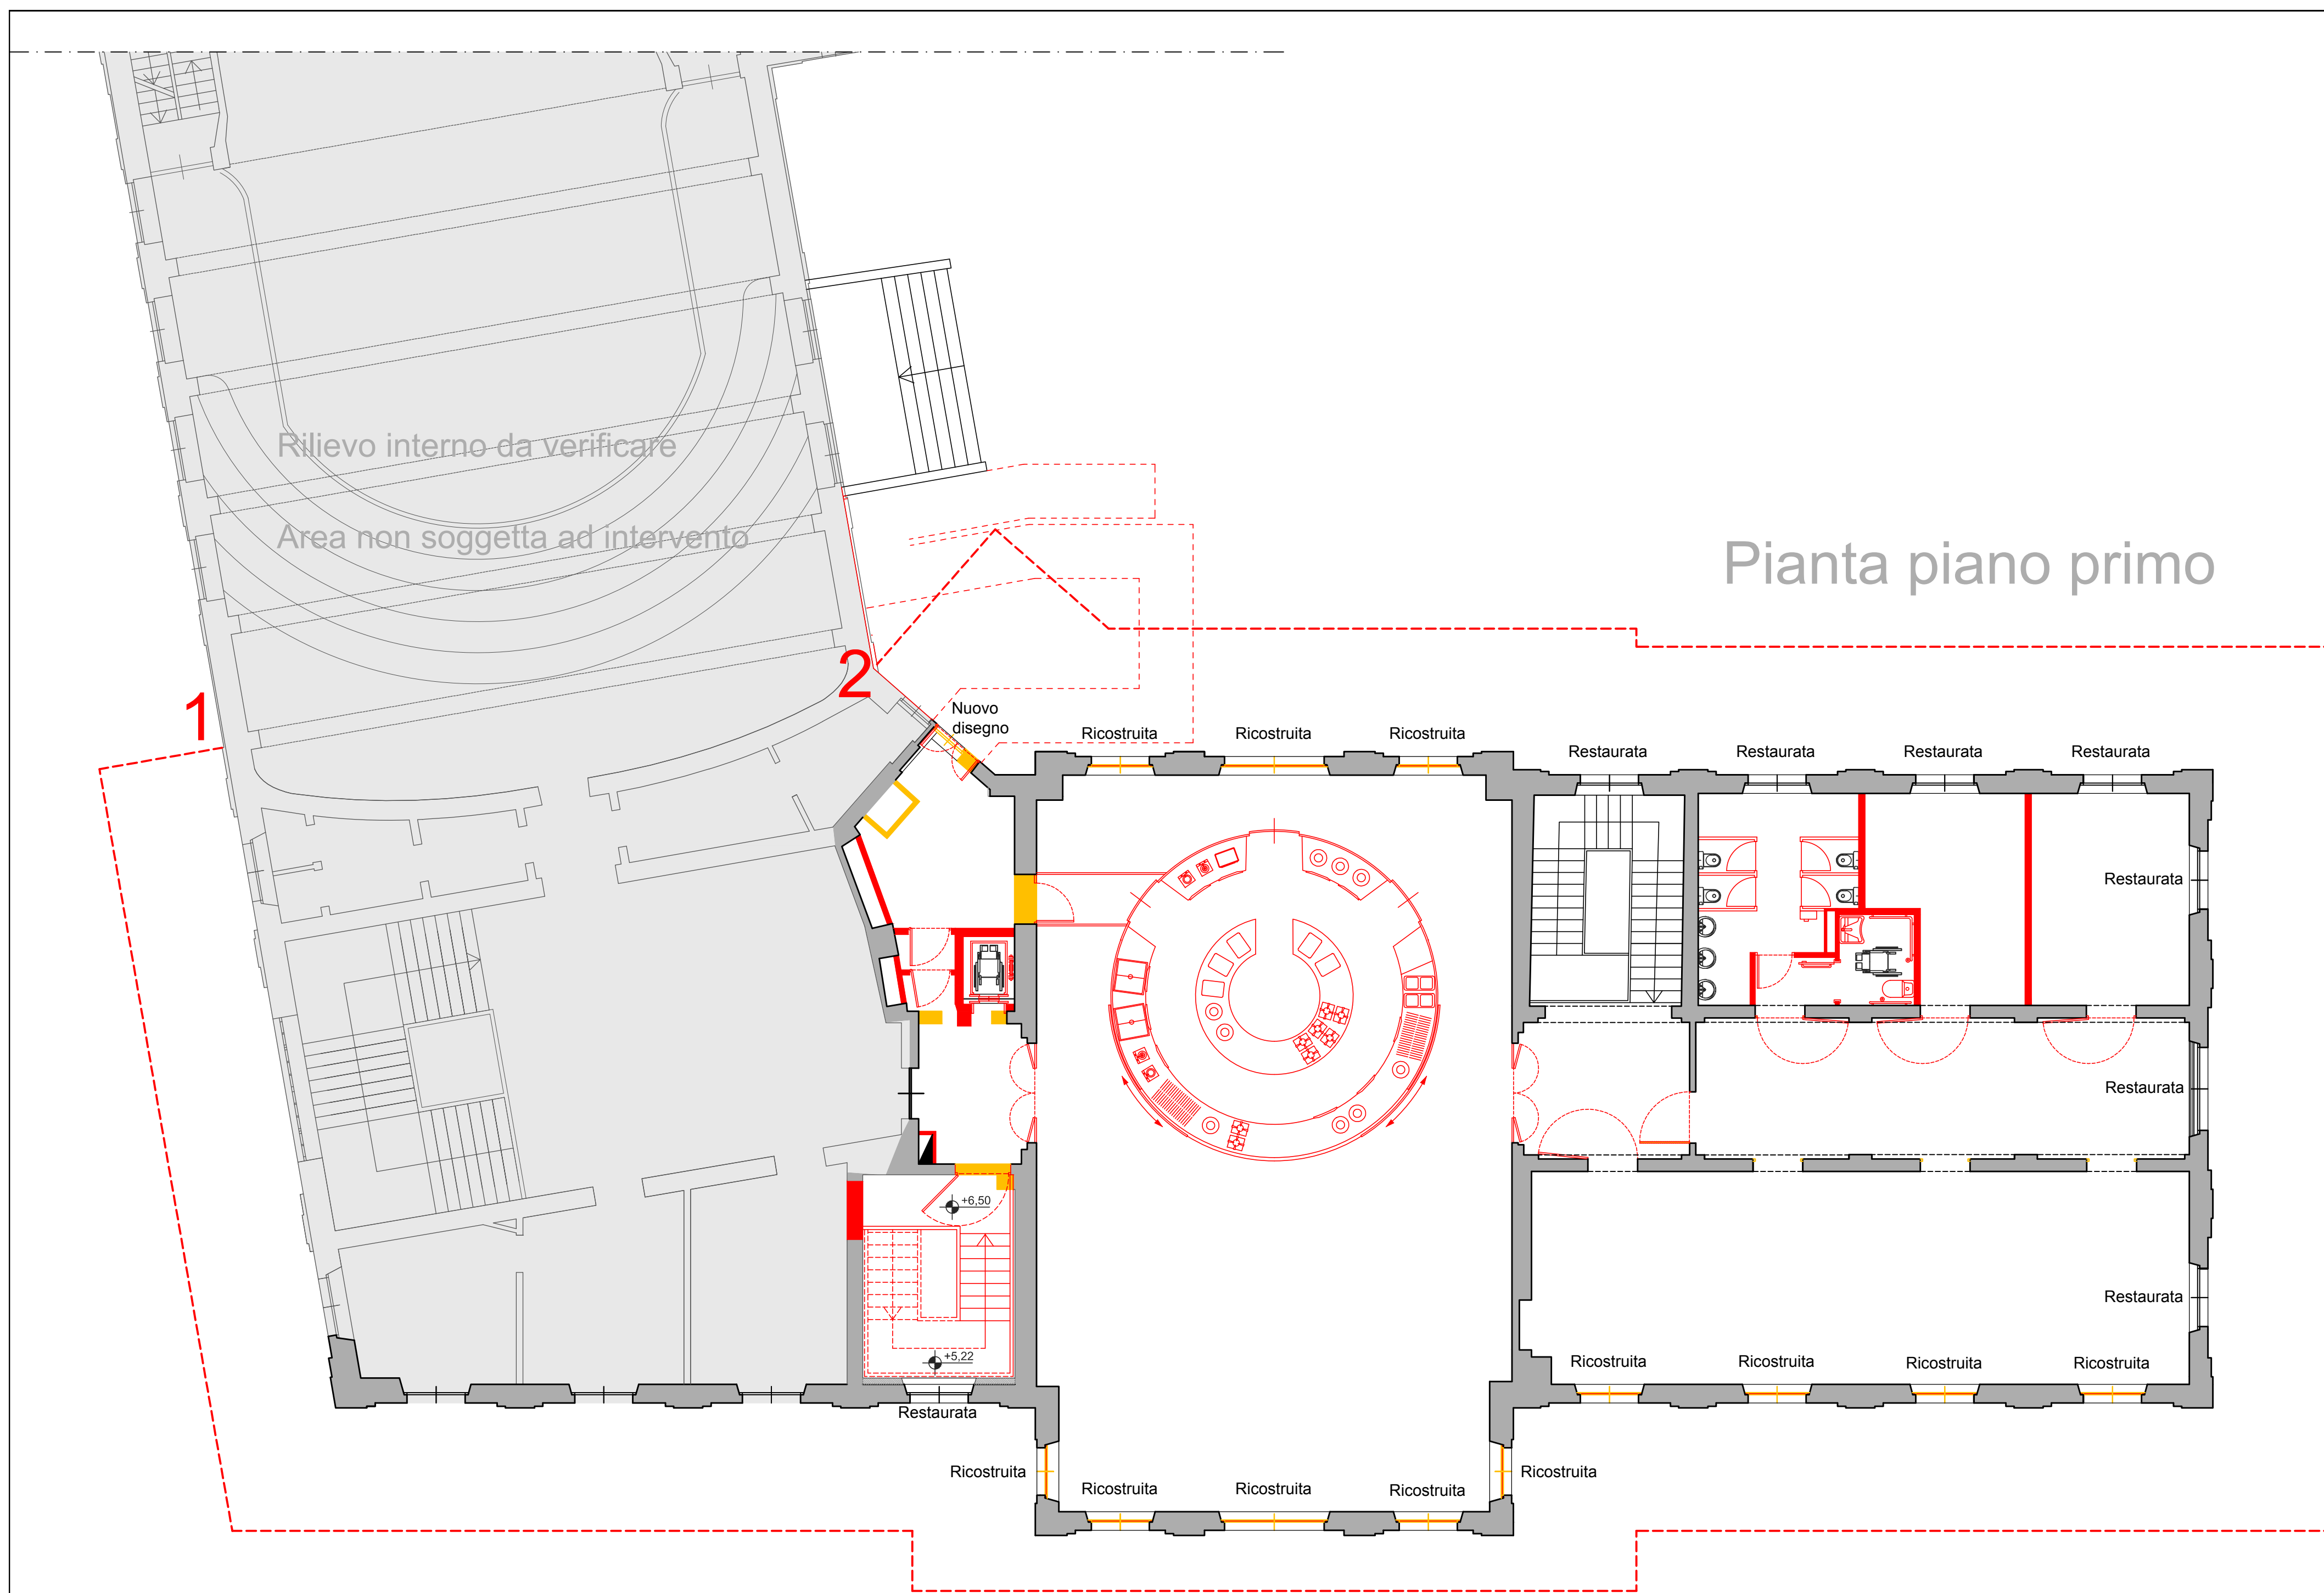 Rilievo interno da verificare
Area non soggetta ad intervento
Pianta piano primo
1
2
Nuovo
disegno
Ricostruita
Ricostruita
Ricostruita
Restaurata
Restaurata
Restaurata
Restaurata
Restaurata
Restaurata
Restaurata
+6,50
+5,22
Restaurata
Ricostruita
Ricostruita
Ricostruita
Ricostruita
Ricostruita
Ricostruita
Ricostruita
Ricostruita
Ricostruita